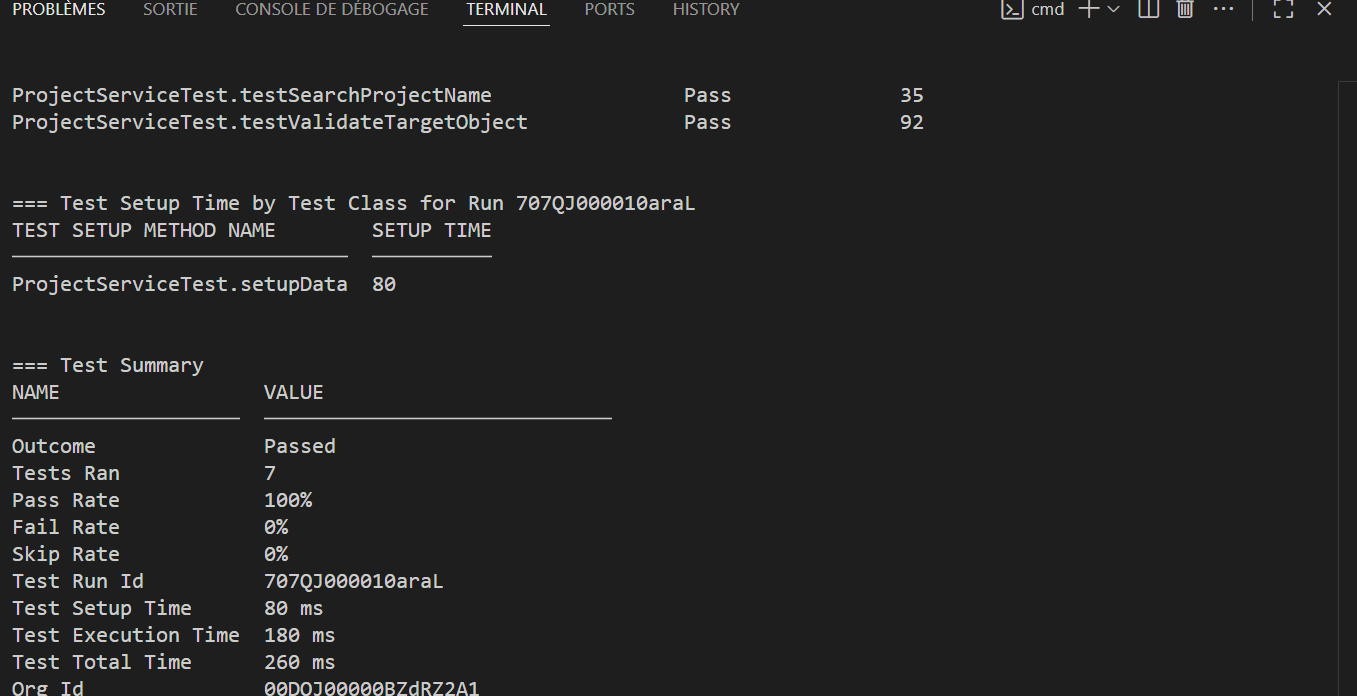 PROBLÈMES SORTIE CONSOLE DE DÉBOGAGE TERMINAL PORTS HISTORY cmd
ProjectServiceTest.testSearchProjectName Pass 35
ProjectServiceTest.testValidateTargetObject Pass 92
=== Test Setup Time by Test Class for Run 707QJ000010araL
TEST SETUP METHOD NAME SETUP TIME
ProjectServiceTest.setupData 80
=== Test Summary
NAME VALUE
Outcome Passed
Tests Ran 7
Pass Rate 100%
Fail Rate 0%
Skip Rate 0%
Test Run Id 707QJ000010araL
Test Setup Time 80 ms
Test Execution Time 180 ms
Test Total Time 260 ms
Org Id